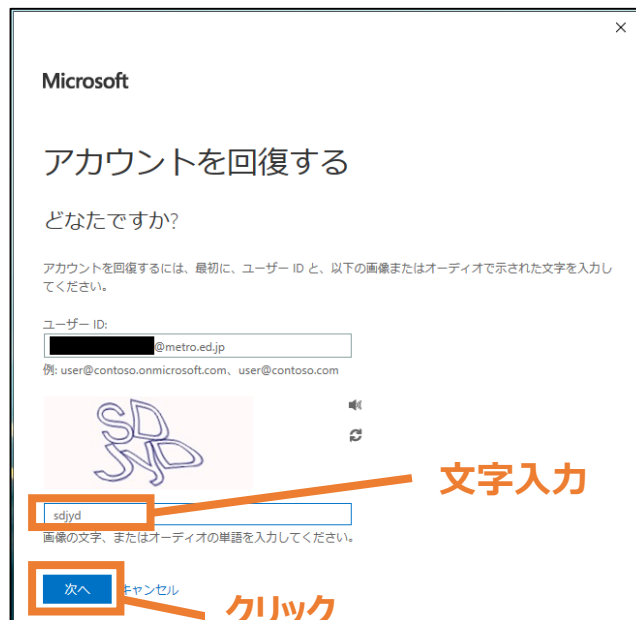 ×
Microsoft
アカウントを回復する
どなたですか?
アカウントを回復するには、最初に、ユーザー ID と、以下の画像またはオーディオで示された文字を入力し
てください。
ユーザー ID:
@metro.ed.jp
例: user@contoso.onmicrosoft.com、user@contoso.com
SD
JyD
文字入力
sdjyd
画像の文字、またはオーディオの単語を入力してください。
次へ キャンセル
クリック